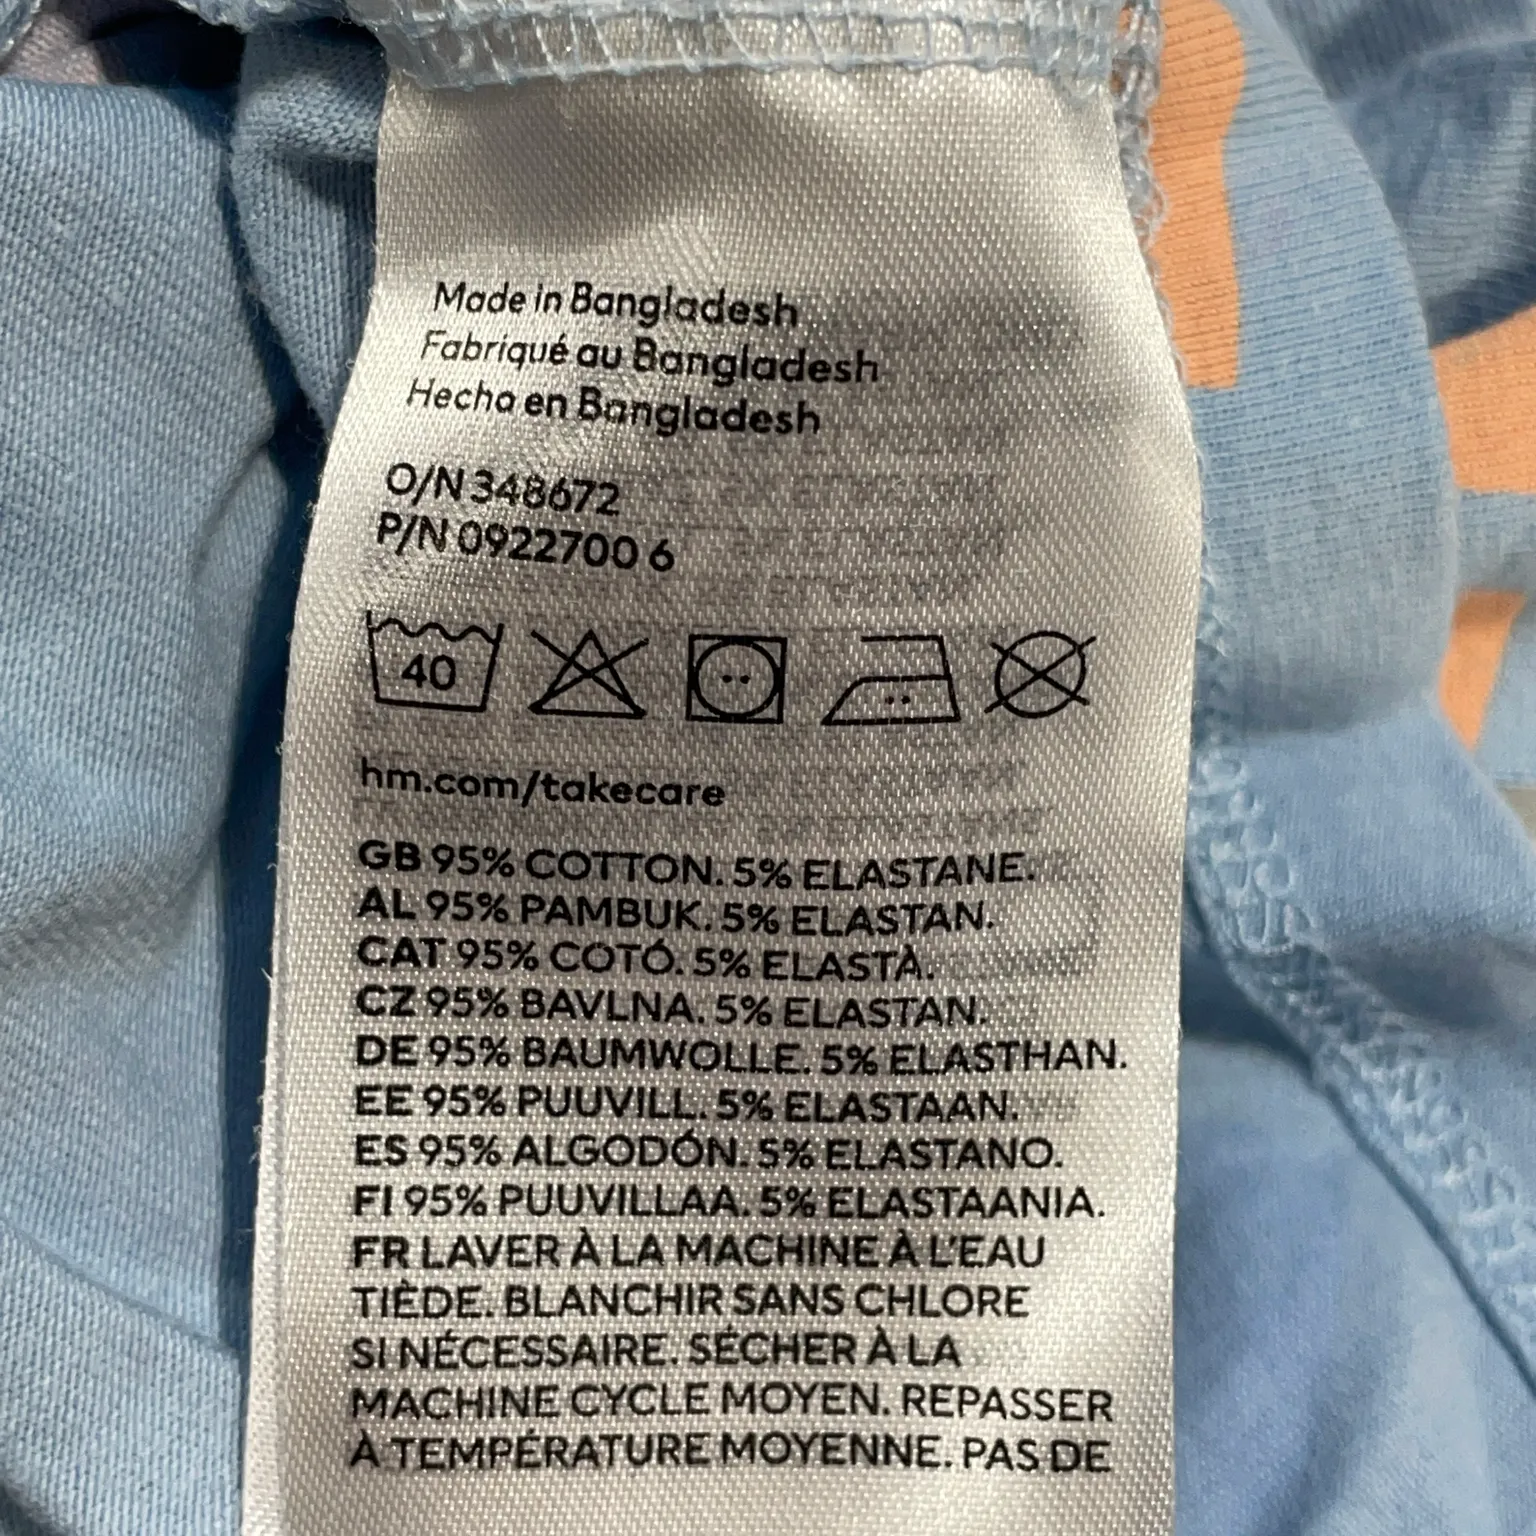 Made in Bangladesh
Fabriqué au Bangladesh
Hecho en Bangladesh
O/N 348672
P/N 0922700 6
40
hm.com/takecare
GB 95% COTTON. 5% ELASTANE.
AL 95% PAMBUK. 5% ELASTAN.
CAT 95% COTÓ. 5% ELASTÀ.
CZ 95% BAVLNA. 5% ELASTAN.
DE 95% BAUMWOLLE. 5% ELASTHAN.
EE 95% PUUVILL. 5% ELASTAAN.
ES 95% ALGODÓN. 5% ELASTANO.
FI 95% PUUVILLAA. 5% ELASTAANIA.
FR LAVER À LA MACHINE À L'EAU
TIÈDE. BLANCHIR SANS CHLORE
SI NÉCESSAIRE. SÉCHER À LA
MACHINE CYCLE MOYEN. REPASSER
À TEMPÉRATURE MOYENNE. PAS DE